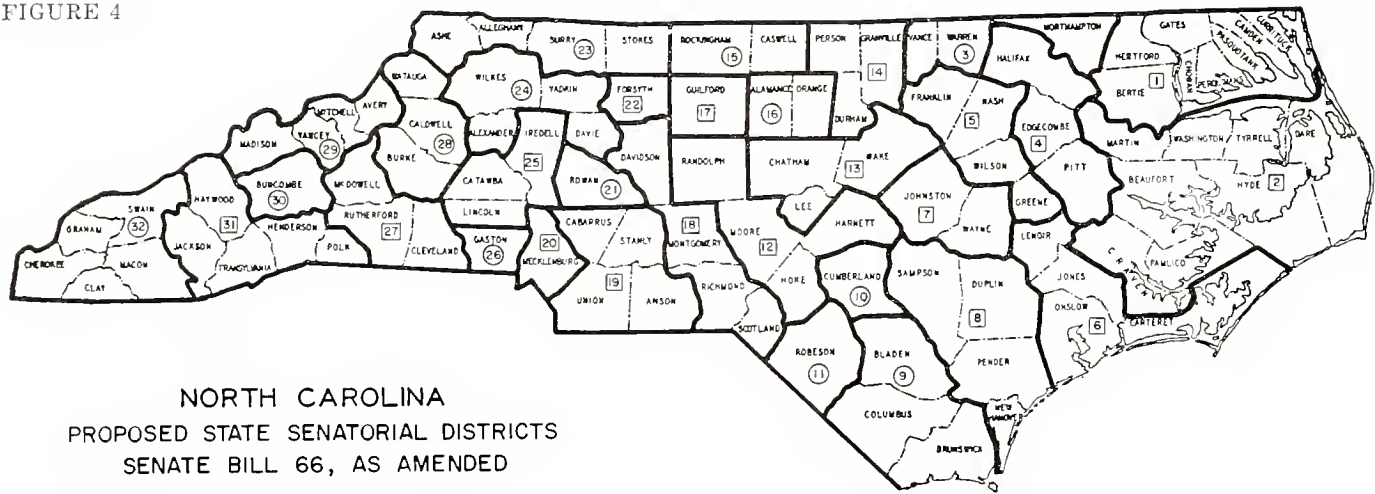 FIGURE 4
ASHE
ALLEGHANY
SURRY
23
STOKES
ROCKINGHAM
15
CASWELL
PERSON
GRANVILLE
14
VANCE
WARREN
3
NORTHAMPTON
HALIFAX
GATES
HERTFORD
BERTIE
1
CHOWAN
PERQUIMANS
PASQUOTANK
CAMDEN
CURRITUCK
WATAUGA
WILKES
24
YADKIN
FORSYTH
22
GUILFORD
17
ALAMANCE
16
ORANGE
DURHAM
FRANKLIN
NASH
5
EDGECOMBE
4
MARTIN
WASHINGTON
TYRRELL
DARE
MITCHELL
AVERY
YANCEY
29
MADISON
CALDWELL
28
ALEXANDER
IREDELL
25
DAVIE
DAVIDSON
RANDOLPH
CHATHAM
WAKE
13
WILSON
PITT
BEAUFORT
HYDE
2
BURKE
CATAWBA
ROWAN
21
BUNCOMBE
30
MCDOWELL
HAYWOOD
31
SWAIN
32
GRAHAM
LEE
JOHNSTON
7
GREENE
LINCOLN
RUTHERFORD
27
CLEVELAND
GASTON
26
20
MECKLENBURG
CABARRUS
STANLY
18
MONTGOMERY
MOORE
12
HARNETT
WAYNE
LENOIR
CRAVEN
PAMLICO
HENDERSON
POLK
JACKSON
TRANSYLVANIA
MACON
CHEROKEE
CLAY
19
UNION
ANSON
RICHMOND
SCOTLAND
HOKE
CUMBERLAND
10
SAMPSON
DUPLIN
8
JONES
ONSLOW
6
CARTERET
ROBESON
11
BLADEN
9
PENDER
COLUMBUS
NEW
HANOVER
BRUNSWICK
NORTH CAROLINA
PROPOSED STATE SENATORIAL DISTRICTS
SENATE BILL 66, AS AMENDED